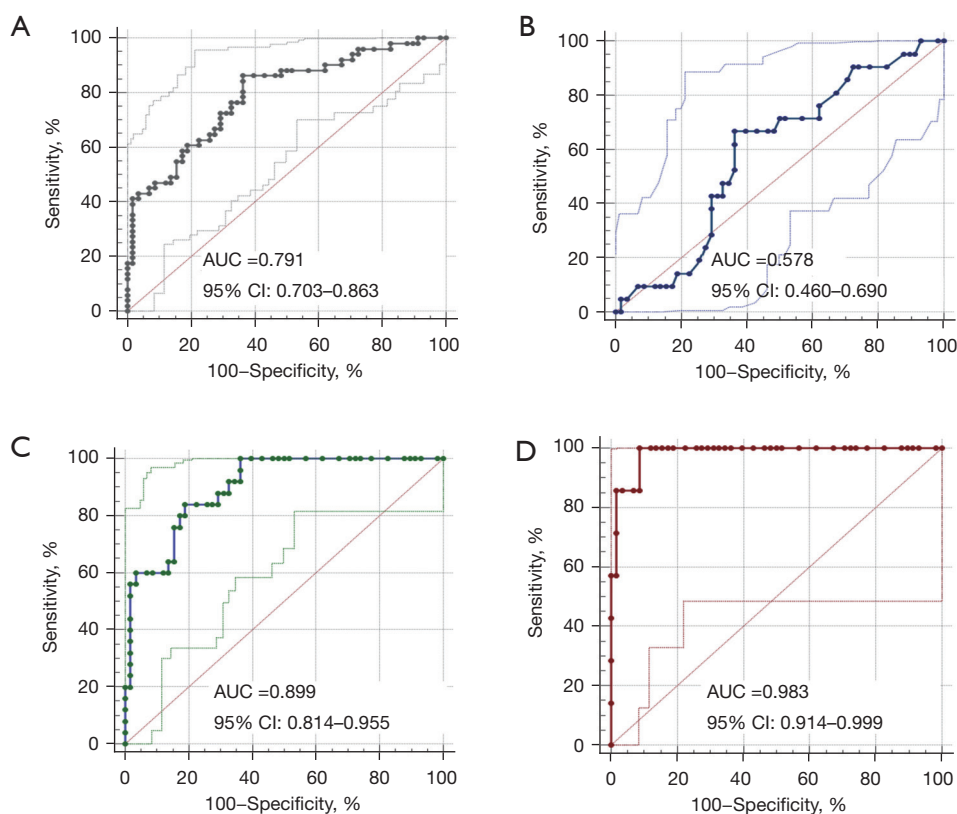 A
Sensitivity, %
100
80
60
40
20
0
AUC =0.791
95% CI: 0.703–0.863
0 20 40 60 80 100
100–Specificity, %
B
Sensitivity, %
100
80
60
40
20
0
AUC =0.578
95% CI: 0.460–0.690
0 20 40 60 80 100
100–Specificity, %
C
Sensitivity, %
100
80
60
40
20
0
AUC =0.899
95% CI: 0.814–0.955
0 20 40 60 80 100
100–Specificity, %
D
Sensitivity, %
100
80
60
40
20
0
AUC =0.983
95% CI: 0.914–0.999
0 20 40 60 80 100
100–Specificity, %